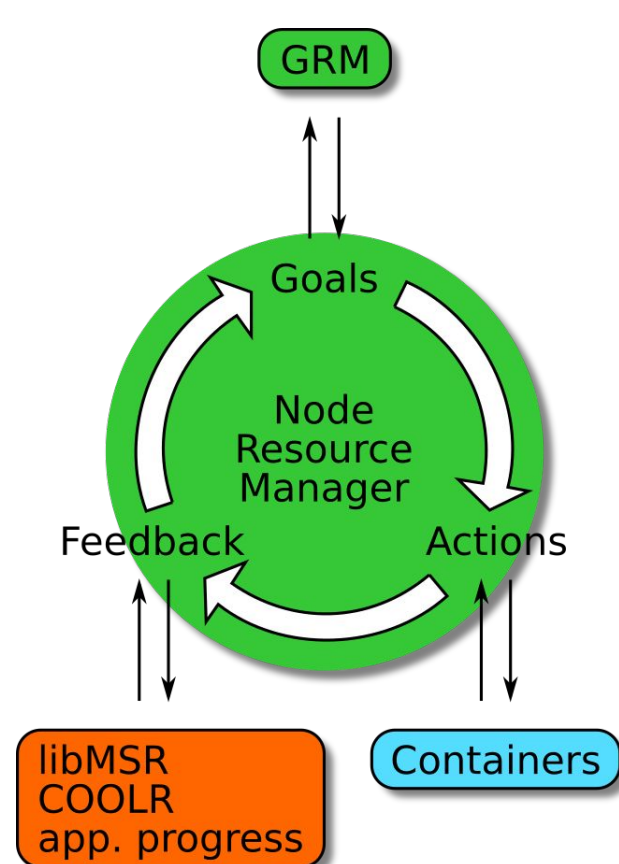 GRM
Goals
Node
Resource
Manager
Feedback
Actions
libMSR
COOLR
app. progress
Containers